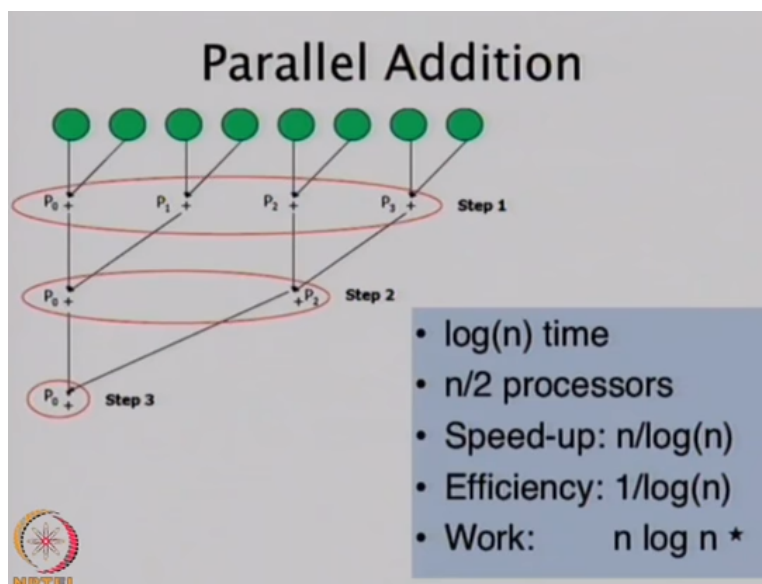 Parallel Addition
P0 + P1 + P2 + P3 + Step 1
P0 + +P2 Step 2
P0 + Step 3
• log(n) time
• n/2 processors
• Speed-up: n/log(n)
• Efficiency: 1/log(n)
• Work: n log n *
NPTEL